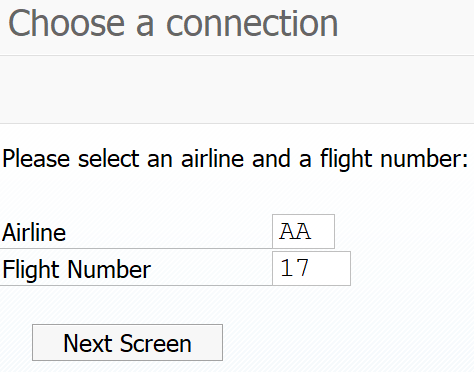 Choose a connection
Please select an airline and a flight number:
Airline AA
Flight Number 17
Next Screen